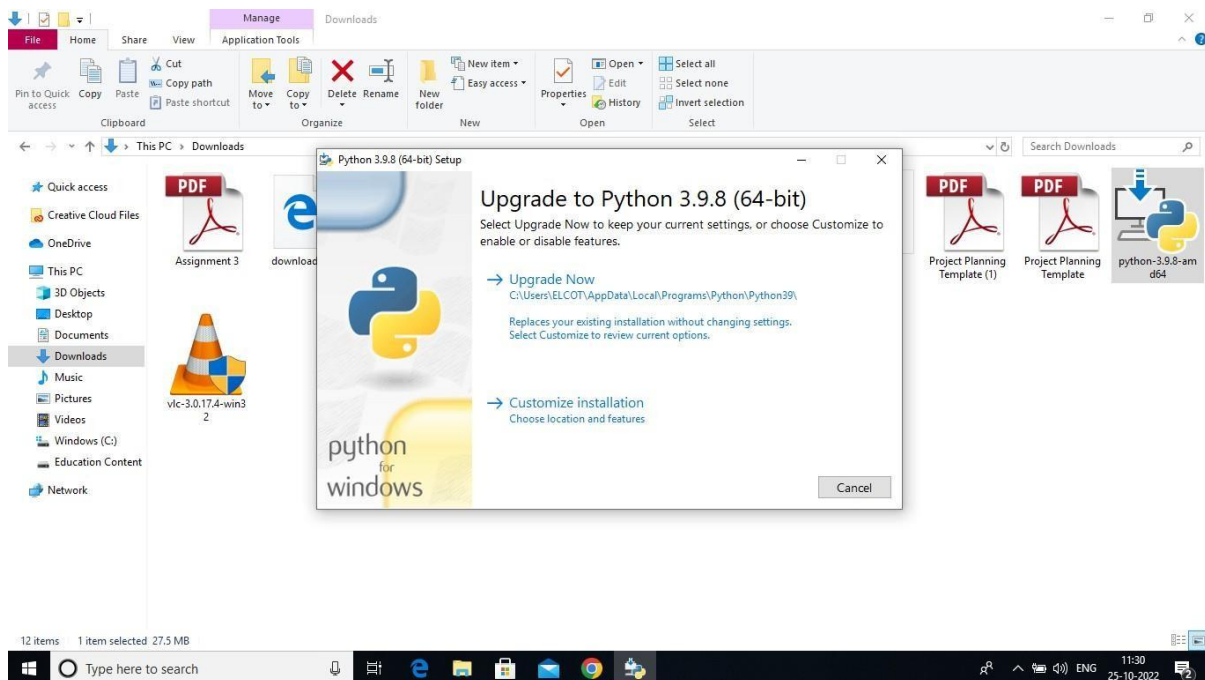 Manage
Downloads
File
Home
Share
View
Application Tools
Pin to Quick access
Copy
Paste
Cut
Copy path
Paste shortcut
Clipboard
Move to
Copy to
Delete
Rename
Organize
New folder
New item
Easy access
New
Properties
Open
Edit
History
Open
Select all
Select none
Invert selection
Select
This PC > Downloads
Search Downloads
Quick access
Creative Cloud Files
OneDrive
This PC
3D Objects
Desktop
Documents
Downloads
Music
Pictures
Videos
Windows (C:)
Education Content
Network
PDF
Assignment 3
download
vlc-3.0.17.4-win3
2
Python 3.9.8 (64-bit) Setup
Upgrade to Python 3.9.8 (64-bit)
Select Upgrade Now to keep your current settings, or choose Customize to
enable or disable features.
Upgrade Now
C:\Users\ELCOT\AppData\Local\Programs\Python\Python39\
Replaces your existing installation without changing settings.
Select Customize to review current options.
Customize installation
Choose location and features
python
for
windows
Cancel
PDF
Project Planning
Template (1)
PDF
Project Planning
Template
python-3.9.8-am
d64
12 items
1 item selected 27.5 MB
Type here to search
ENG
11:30
25-10-2022
2